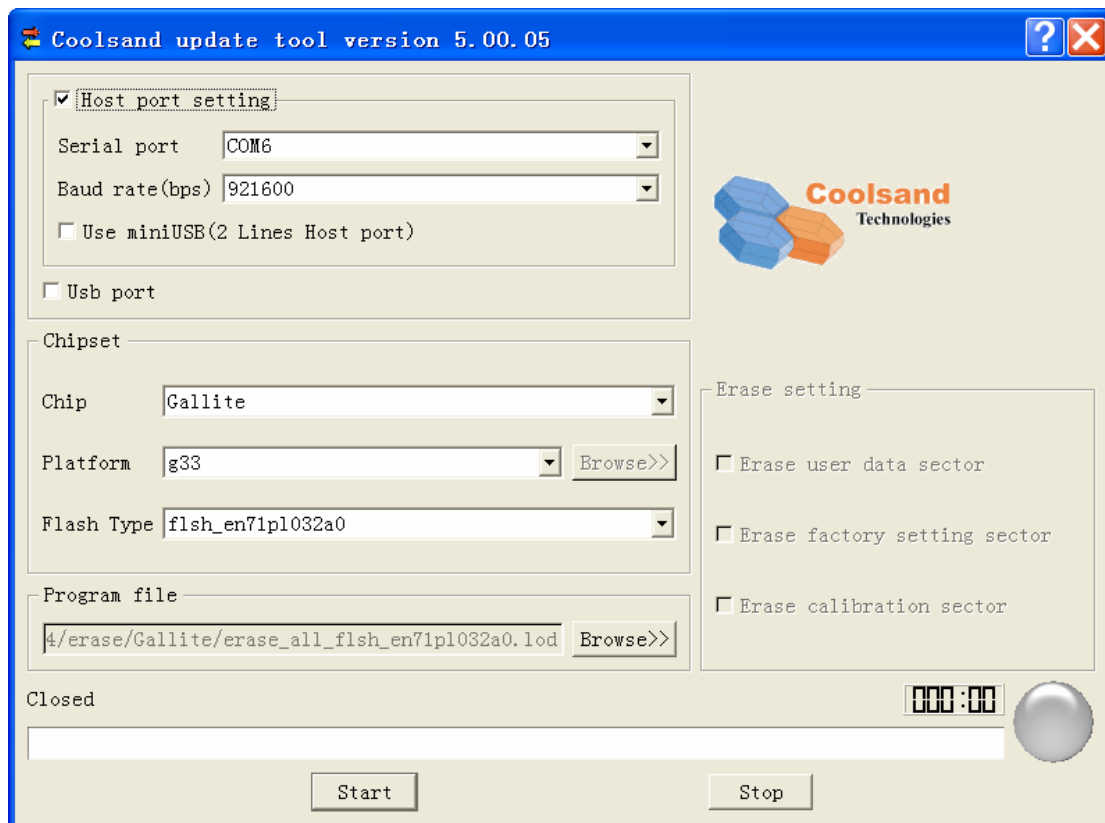 Coolsand update tool version 5.00.05
Host port setting
Serial port COM6
Baud rate(bps) 921600
Use miniUSB(2 Lines Host port)
Usb port
Coolsand
Technologies
Chipset
Chip Gallite
Platform g33 Browse>>
Flash Type flsh_en71pl032a0
Erase setting
Erase user data sector
Erase factory setting sector
Erase calibration sector
Program file
4/erase/Gallite/erase_all_flsh_en71pl032a0.lod Browse>>
Closed
000:00
Start Stop